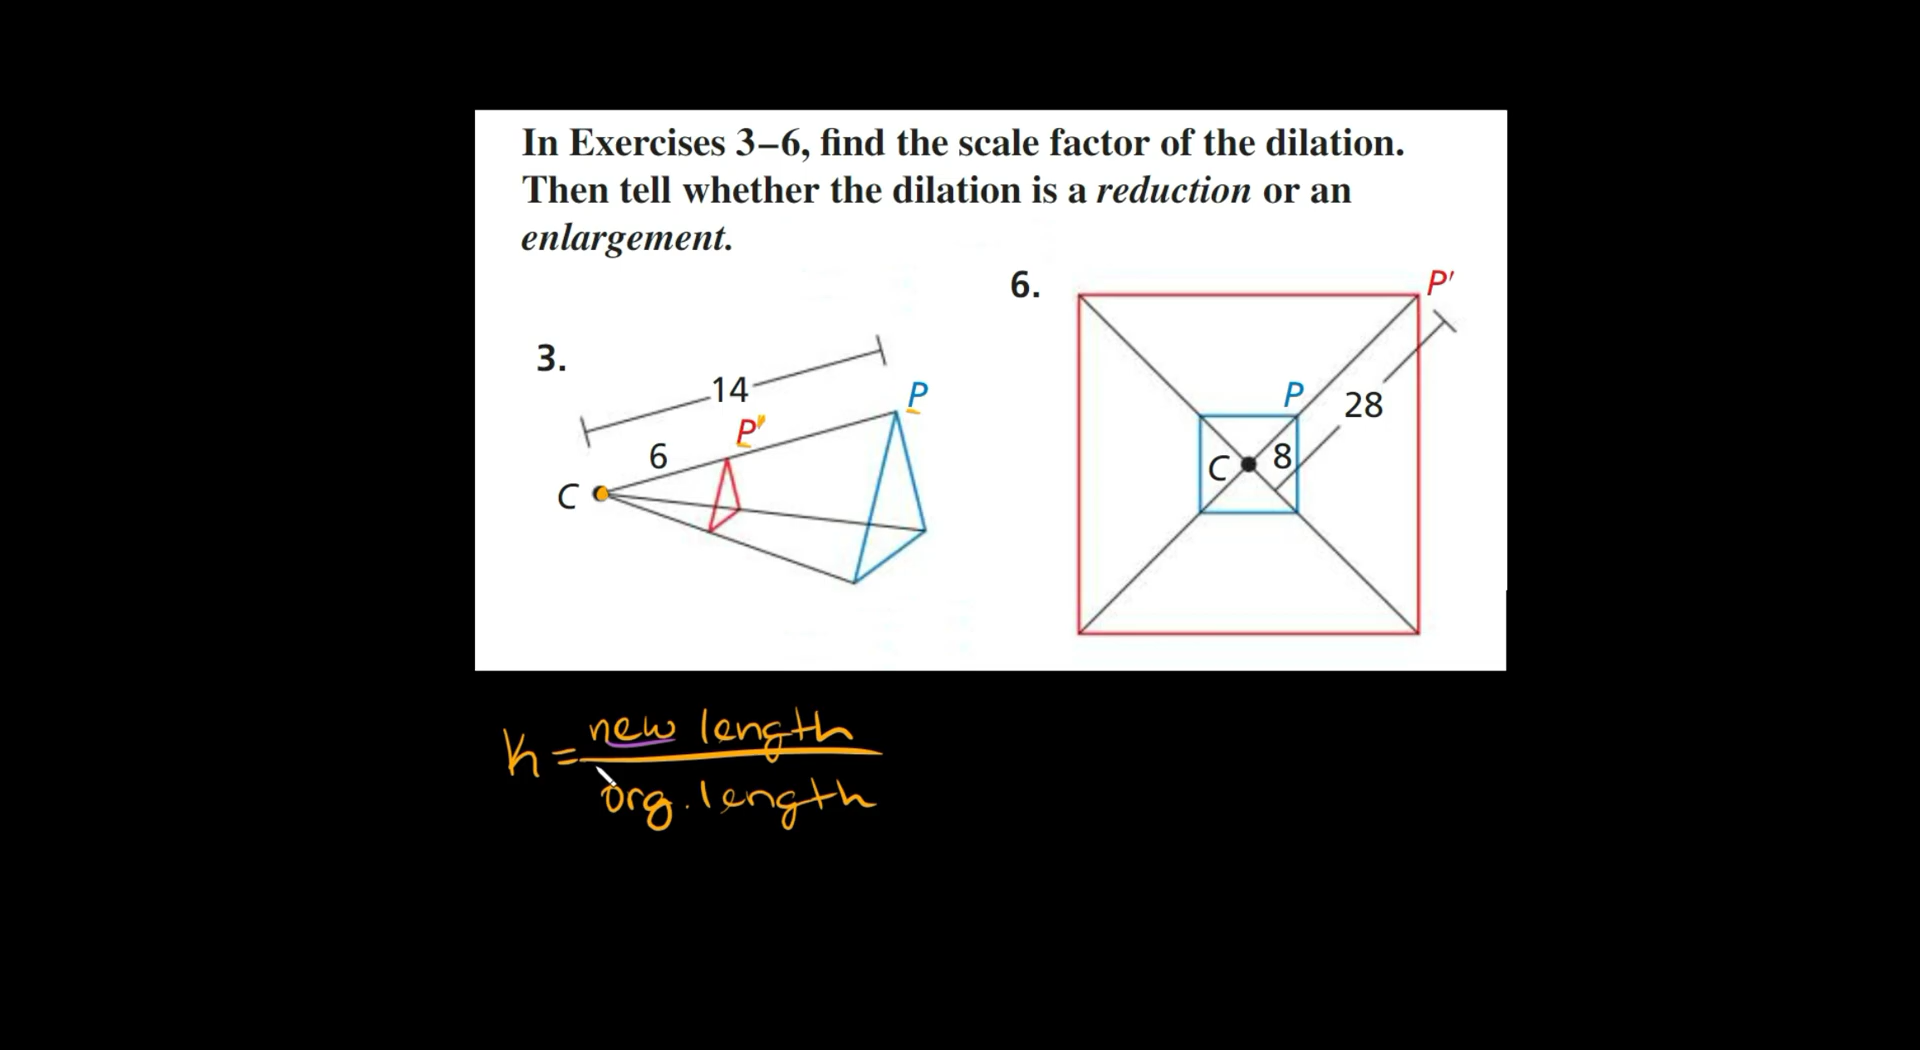 In Exercises 3–6, find the scale factor of the dilation.
Then tell whether the dilation is a reduction or an
enlargement.
3.
14
P
P'
6
C
6.
P'
P
28
C
8
k = new length
org. length